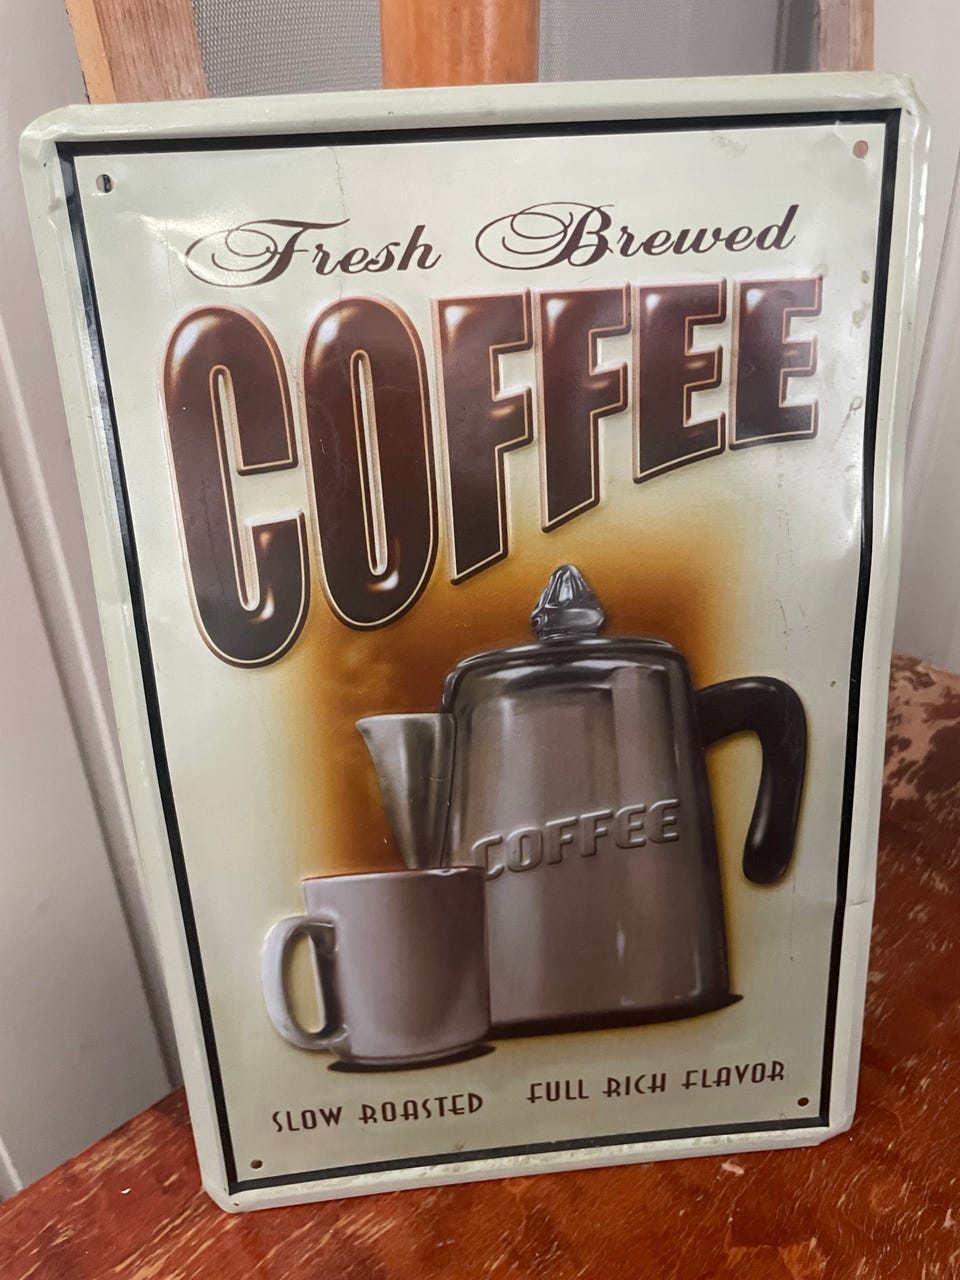 Fresh Brewed
COFFEE
COFFEE
SLOW ROASTED FULL RICH FLAVOR